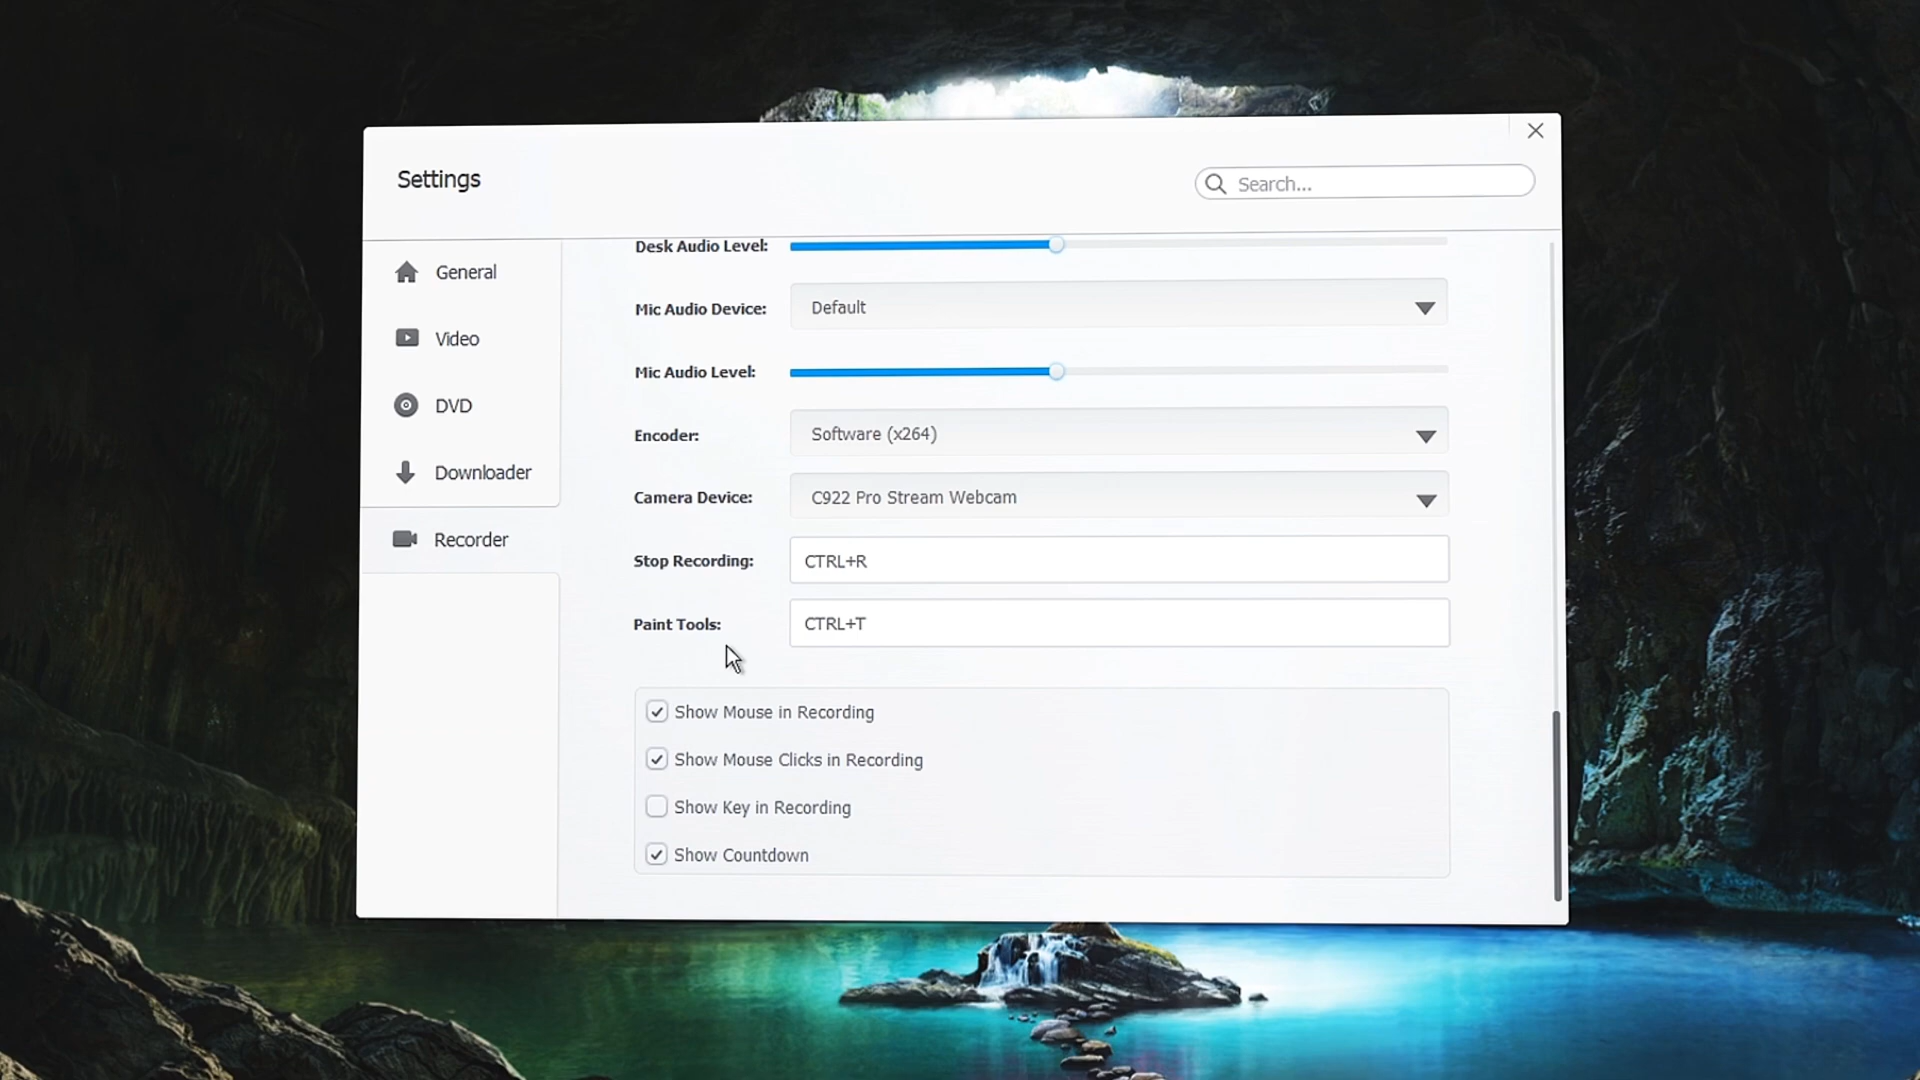 Settings
Search...
General
Video
DVD
Downloader
Recorder
Desk Audio Level:
Mic Audio Device: Default
Mic Audio Level:
Encoder: Software (x264)
Camera Device: C922 Pro Stream Webcam
Stop Recording: CTRL+R
Paint Tools: CTRL+T
Show Mouse in Recording
Show Mouse Clicks in Recording
Show Key in Recording
Show Countdown